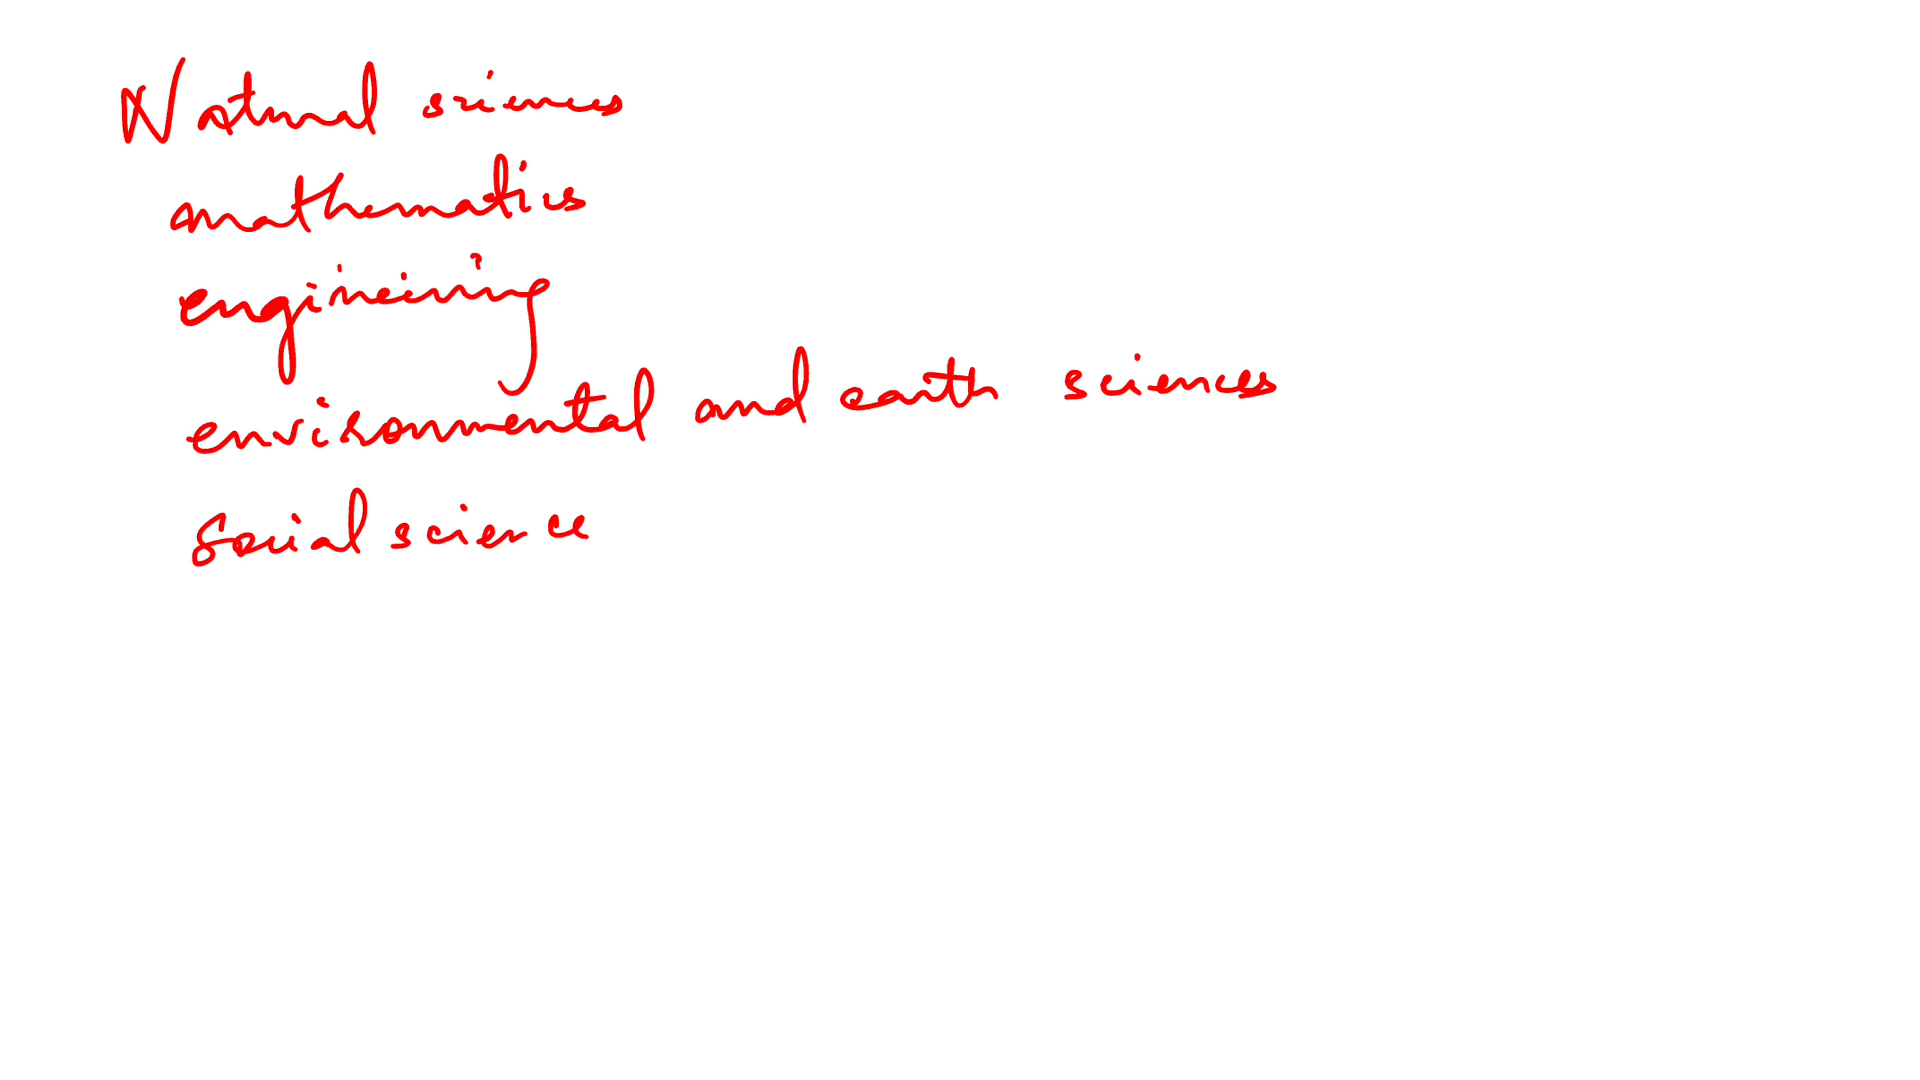 Natural sciences
mathematics
engineering
environmental and earth sciences
Social science